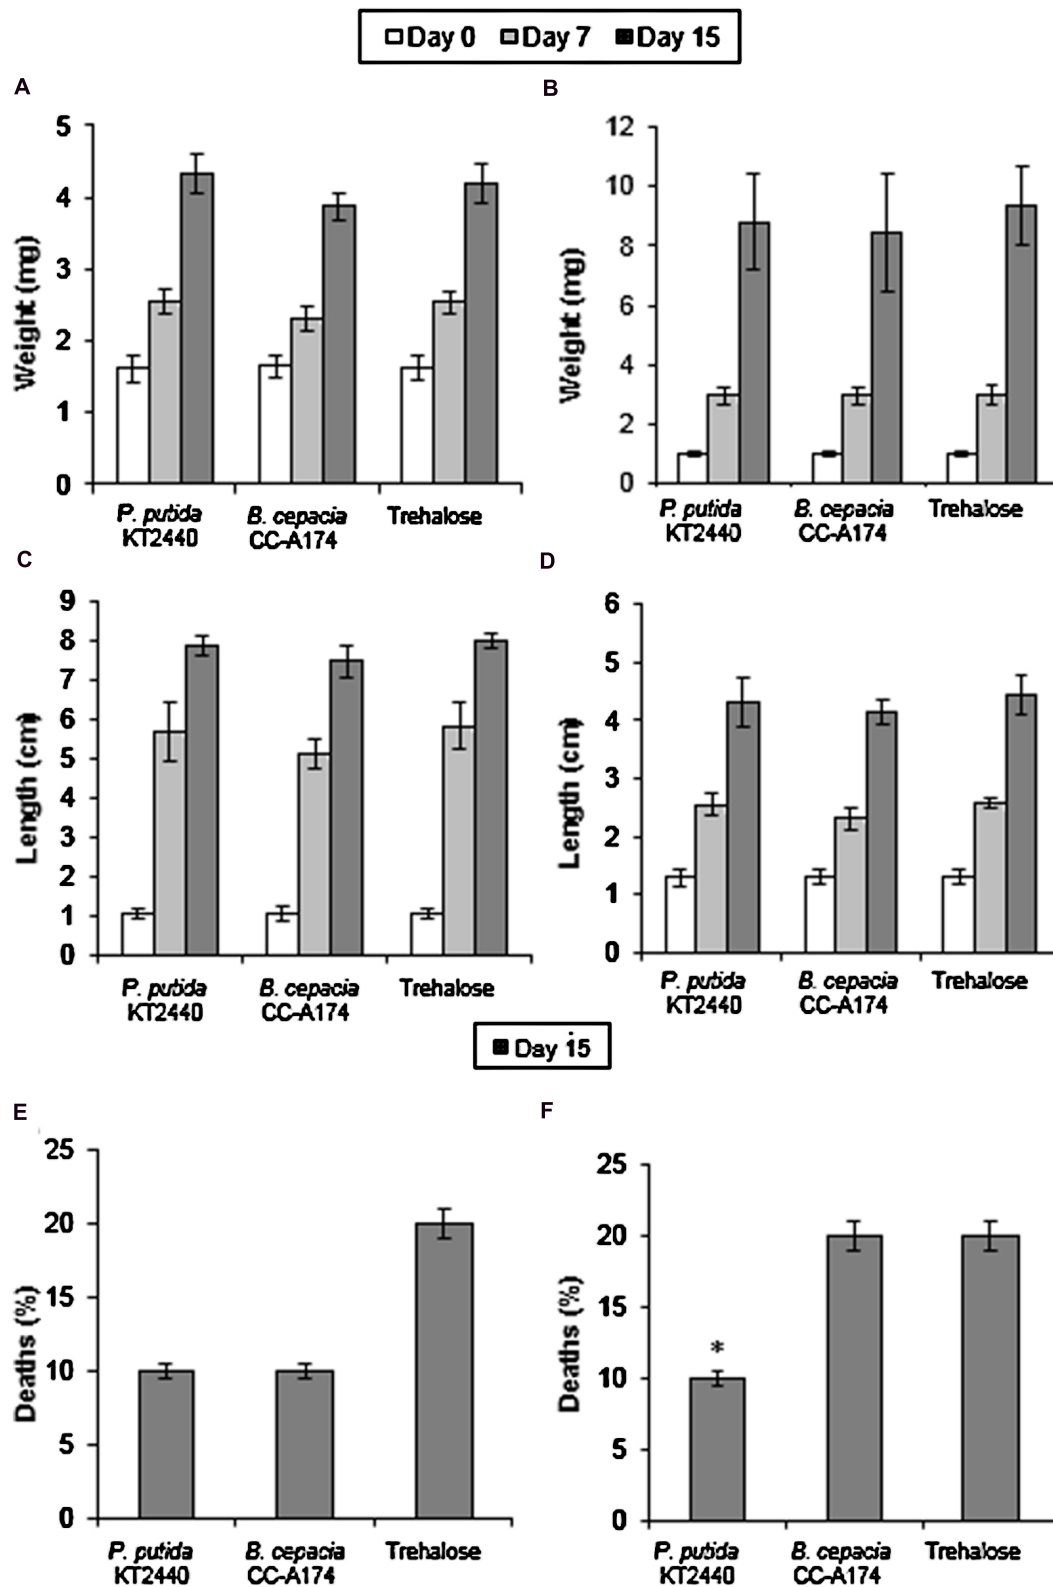 Day 0 Day 7 Day 15
A
5
4
3
2
1
0
Weight (mg)
P. putida KT2440
B. cepacia CC-A174
Trehalose
B
12
10
8
6
4
2
0
Weight (mg)
P. putida KT2440
B. cepacia CC-A174
Trehalose
C
9
8
7
6
5
4
3
2
1
0
Length (cm)
P. putida KT2440
B. cepacia CC-A174
Trehalose
D
6
5
4
3
2
1
0
Length (cm)
P. putida KT2440
B. cepacia CC-A174
Trehalose
Day 15
E
25
20
15
10
5
0
Deaths (%)
P. putida KT2440
B. cepacia CC-A174
Trehalose
F
25
20
15
10
5
0
Deaths (%)
*
P. putida KT2440
B. cepacia CC-A174
Trehalose